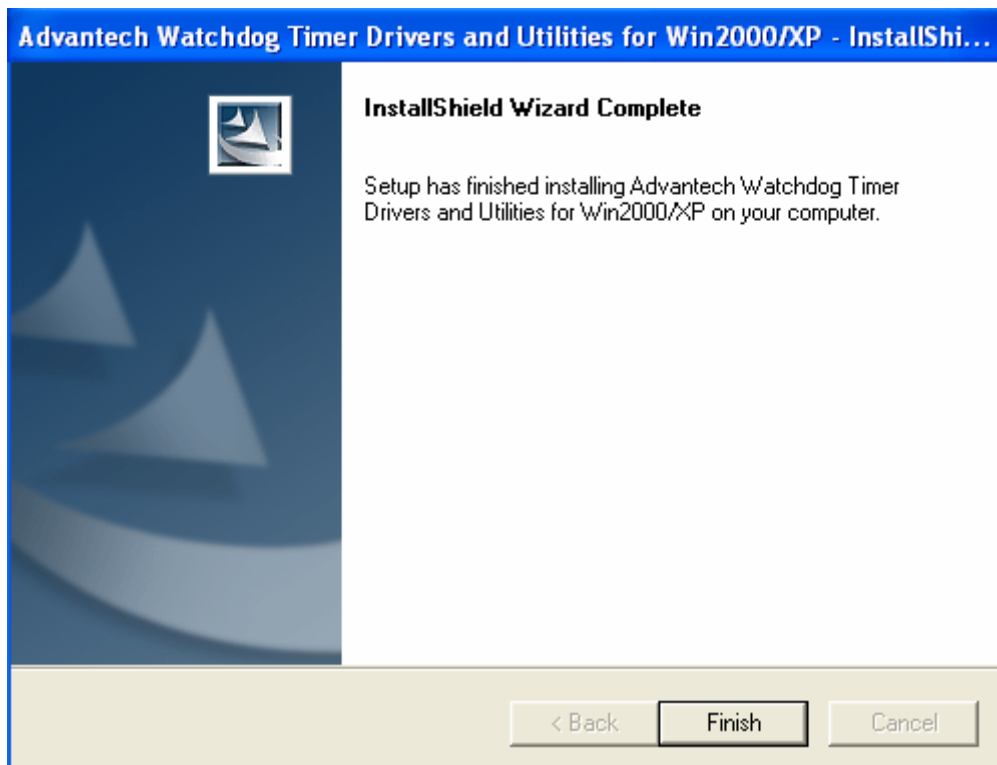 Advantech Watchdog Timer Drivers and Utilities for Win2000/XP - InstallShi...
InstallShield Wizard Complete
Setup has finished installing Advantech Watchdog Timer
Drivers and Utilities for Win2000/XP on your computer.
< Back Finish Cancel